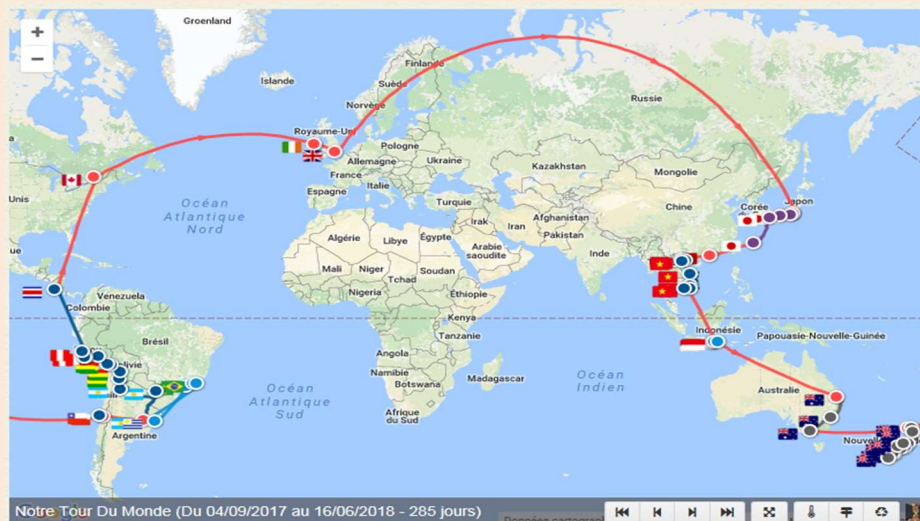 Groenland
Islande
Finlande
Suède
Norvège
Russie
Royaume-Un
Pologne
Allemagne
Ukraine
France
Kazakhstan
Mongolie
Italie
Espagne
Turquie
Chine
Corée
Japon
Unis
Océan
Atlantique
Nord
Irak
Iran
Afghanistan
Pakistan
Algérie
Libye
Égypte
Arabie
saoudite
Inde
ue
Mali
Niger
Tchad
Soudan
Nigeria
Éthiopie
Venezuela
Colombie
Kenya
Indonésie
Papouasie-Nouvelle-Guinée
Tanzanie
Brésil
livie
Angola
Namibie
Botswana
Madagascar
Océan
Indien
Australie
Océan
Atlantique
Sud
Afrique
du Sud
Argentine
Nouvel
Notre Tour Du Monde (Du 04/09/2017 au 16/06/2018 - 285 jours)